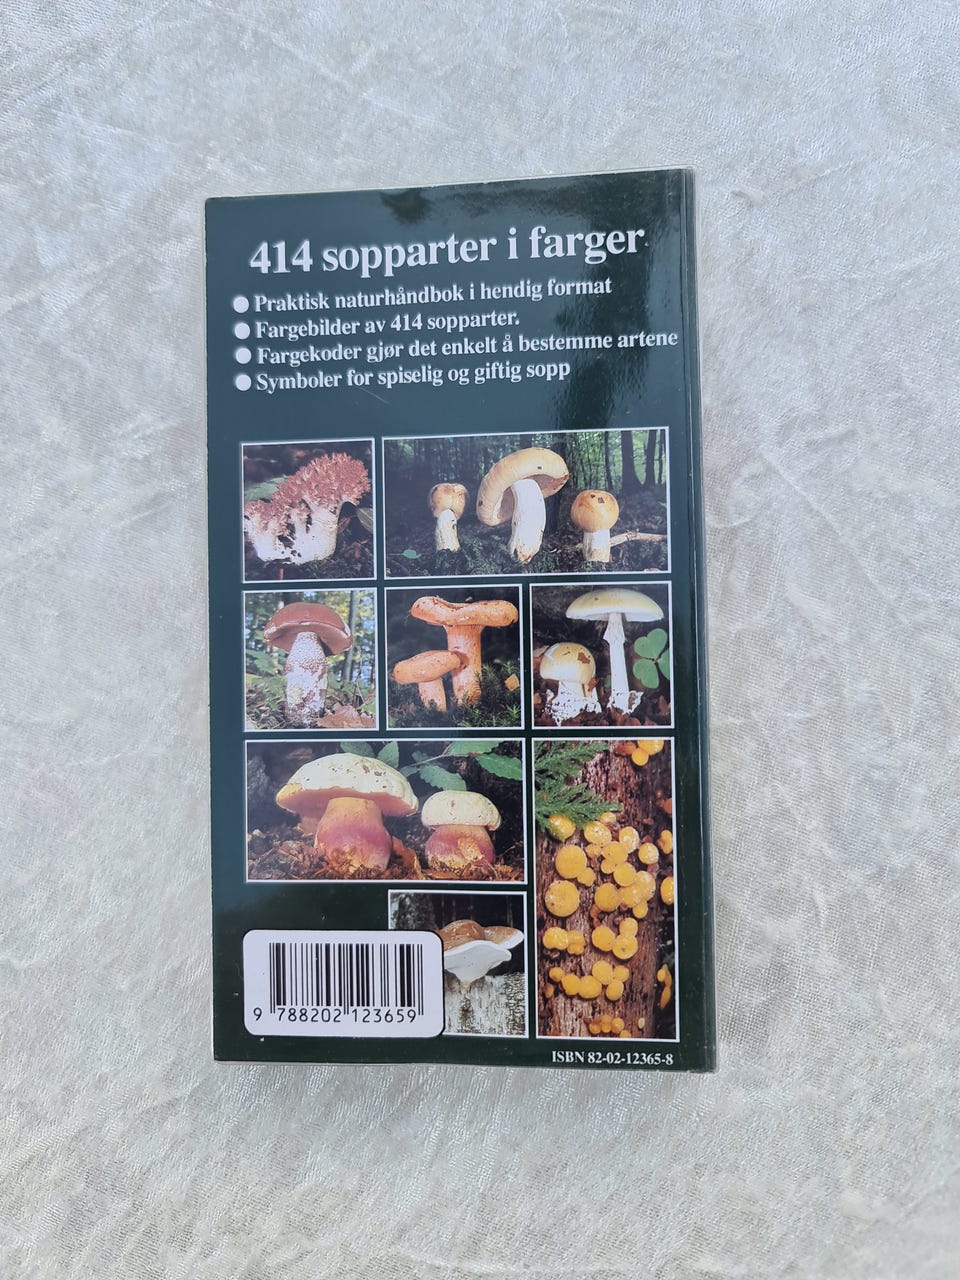 414 sopparter i farger
● Praktisk naturhåndbok i hendig format
● Fargebilder av 414 sopparter.
● Fargekoder gjør det enkelt å bestemme artene
● Symboler for spiselig og giftig sopp
9 788202 123659
ISBN 82-02-12365-8